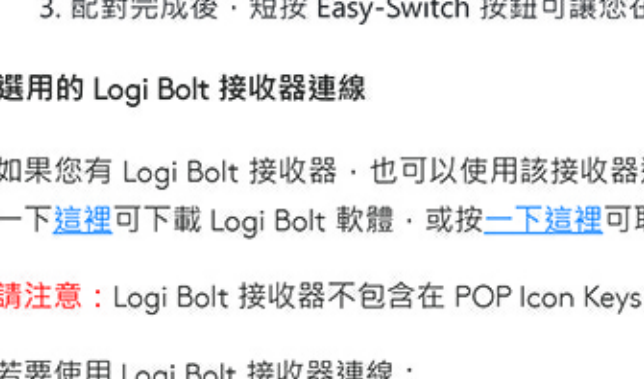 3. 配對完成後，短按 Easy-Switch 按鈕可讓您在
選用的 Logi Bolt 接收器連線
如果您有 Logi Bolt 接收器，也可以使用該接收器
一下這裡可下載 Logi Bolt 軟體，或按一下這裡可
請注意：Logi Bolt 接收器不包含在 POP Icon Keys
若要使用 Logi Bolt 接收器連線：